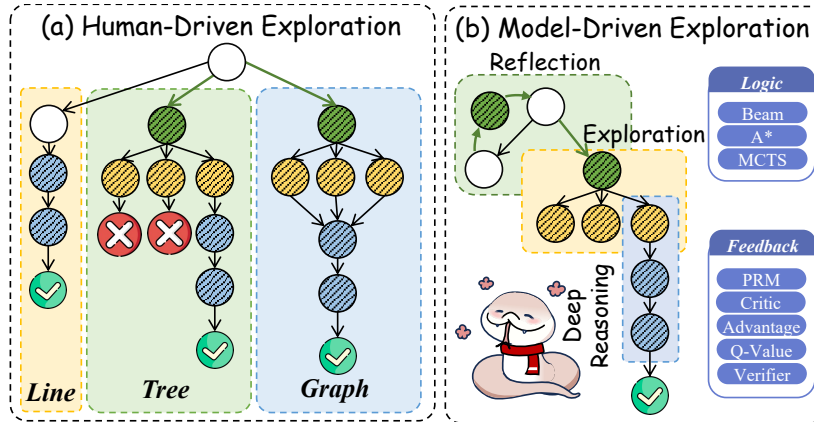 (a) Human-Driven Exploration
Line
Tree
Graph
(b) Model-Driven Exploration
Reflection
Exploration
Deep
Reasoning
Logic
Beam
A*
MCTS
Feedback
PRM
Critic
Advantage
Q-Value
Verifier